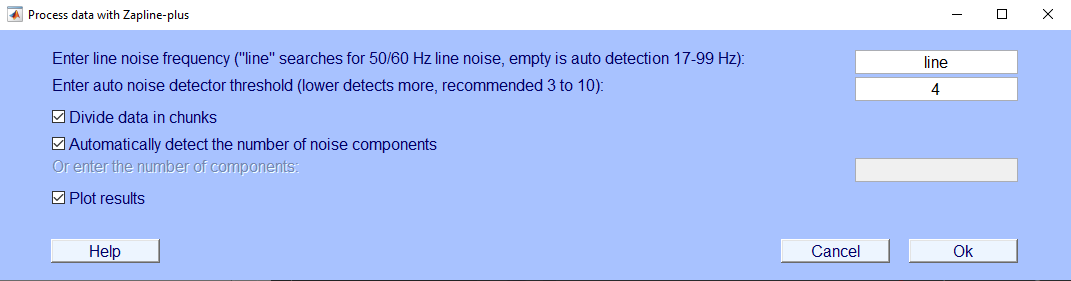 Process data with Zapline-plus
Enter line noise frequency ("line" searches for 50/60 Hz line noise, empty is auto detection 17-99 Hz):
line
Enter auto noise detector threshold (lower detects more, recommended 3 to 10):
4
Divide data in chunks
Automatically detect the number of noise components
Or enter the number of components:
Plot results
Help
Cancel
Ok